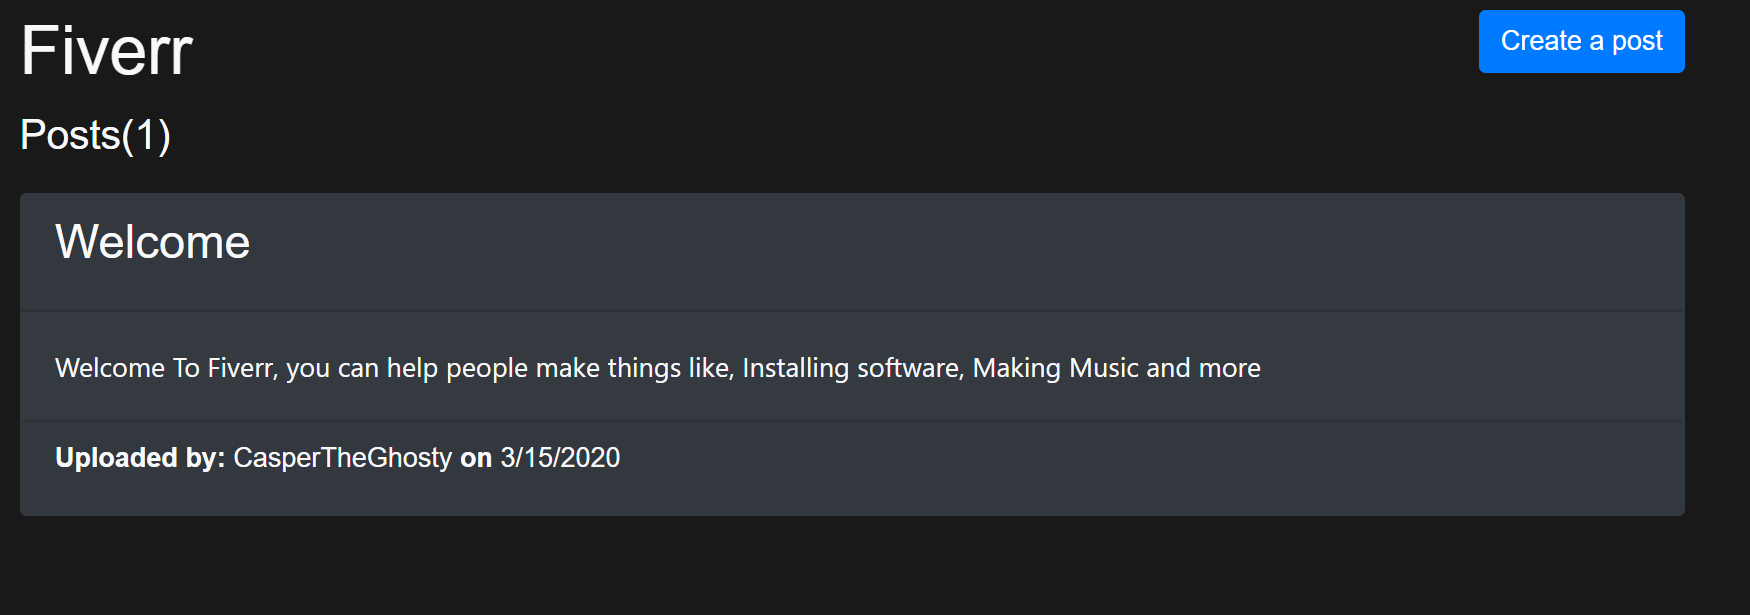 Fiverr
Create a post
Posts(1)
Welcome
Welcome To Fiverr, you can help people make things like, Installing software, Making Music and more
Uploaded by: CasperTheGhosty on 3/15/2020